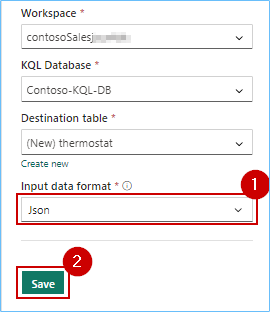 Workspace *
contosoSales
KQL Database *
Contoso-KQL-DB
Destination table *
(New) thermostat
Create new
Input data format *
1
Json
2
Save